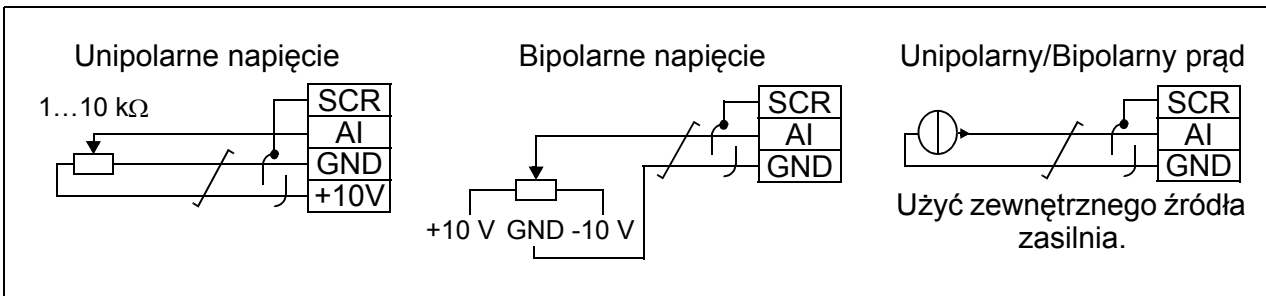 Unipolarne napięcie
1…10 kΩ
SCR
AI
GND
+10V
Bipolarne napięcie
SCR
AI
GND
+10 V GND -10 V
Unipolarny/Bipolarny prąd
SCR
AI
GND
Użyć zewnętrznego źródła
zasilnia.